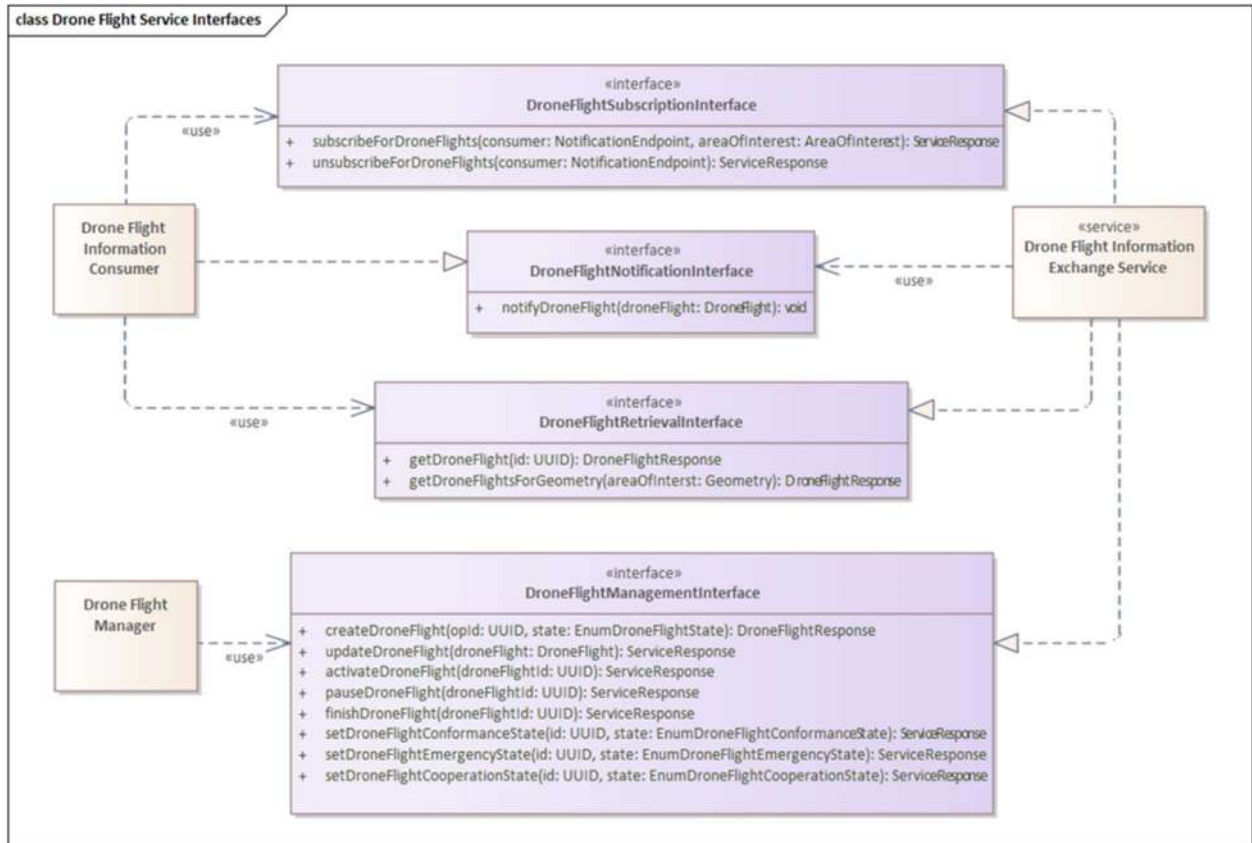 class Drone Flight Service Interfaces
«interface»
DroneFlightSubscriptionInterface
+ subscribeForDroneFlights(consumer: NotificationEndpoint, areaOfInterest: AreaOfInterest): ServiceResponse
+ unsubscribeForDroneFlights(consumer: NotificationEndpoint): ServiceResponse
«use»
Drone Flight
Information
Consumer
«interface»
DroneFlightNotificationInterface
+ notifyDroneFlight(droneFlight: DroneFlight): void
«service»
Drone Flight Information
Exchange Service
«use»
«use»
«interface»
DroneFlightRetrievalInterface
+ getDroneFlight(id: UUID): DroneFlightResponse
+ getDroneFlightsForGeometry(areaOfInterst: Geometry): DroneFlightResponse
Drone Flight
Manager
«use»
«interface»
DroneFlightManagementInterface
+ createDroneFlight(opId: UUID, state: EnumDroneFlightState): DroneFlightResponse
+ updateDroneFlight(droneFlight: DroneFlight): ServiceResponse
+ activateDroneFlight(droneFlightId: UUID): ServiceResponse
+ pauseDroneFlight(droneFlightId: UUID): ServiceResponse
+ finishDroneFlight(droneFlightId: UUID): ServiceResponse
+ setDroneFlightConformanceState(id: UUID, state: EnumDroneFlightConformanceState): ServiceResponse
+ setDroneFlightEmergencyState(id: UUID, state: EnumDroneFlightEmergencyState): ServiceResponse
+ setDroneFlightCooperationState(id: UUID, state: EnumDroneFlightCooperationState): ServiceResponse